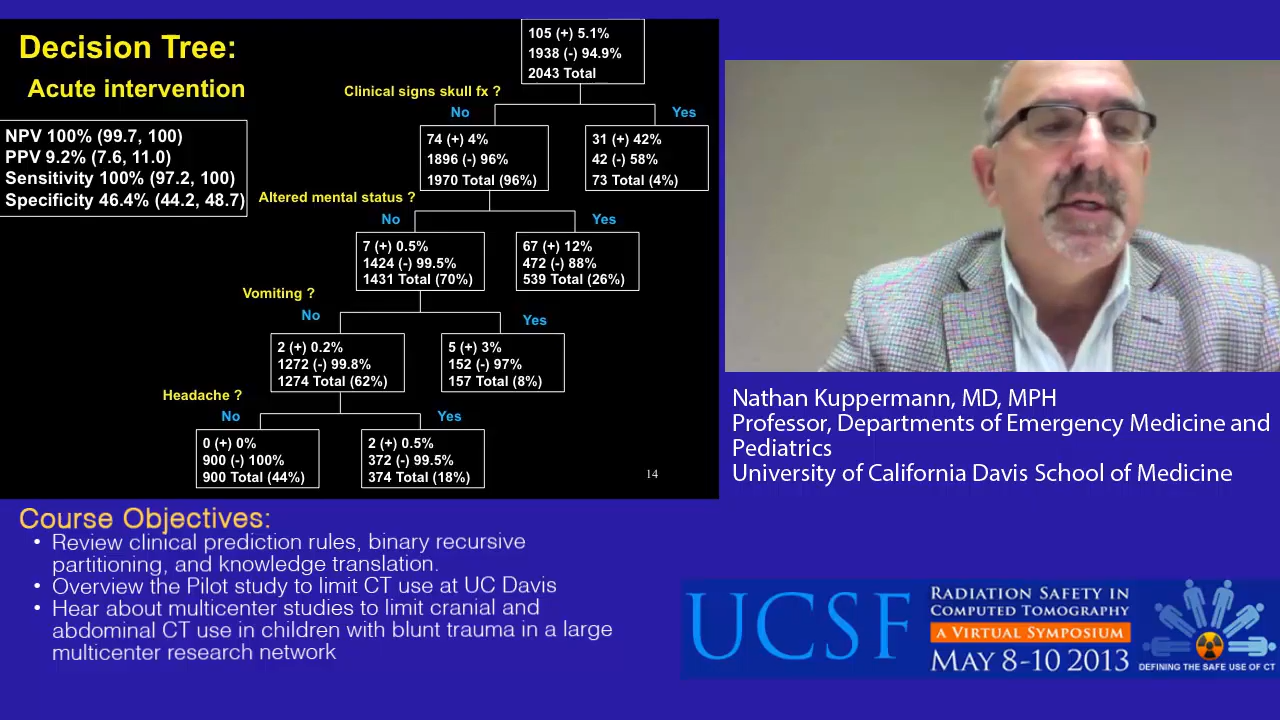 Decision Tree:
Acute intervention
NPV 100% (99.7, 100)
PPV 9.2% (7.6, 11.0)
Sensitivity 100% (97.2, 100)
Specificity 46.4% (44.2, 48.7)
105 (+) 5.1%
1938 (-) 94.9%
2043 Total
Clinical signs skull fx ?
No
Yes
74 (+) 4%
1896 (-) 96%
1970 Total (96%)
31 (+) 42%
42 (-) 58%
73 Total (4%)
Altered mental status ?
No
Yes
7 (+) 0.5%
1424 (-) 99.5%
1431 Total (70%)
67 (+) 12%
472 (-) 88%
539 Total (26%)
Vomiting ?
No
Yes
2 (+) 0.2%
1272 (-) 99.8%
1274 Total (62%)
5 (+) 3%
152 (-) 97%
157 Total (8%)
Headache ?
No
Yes
0 (+) 0%
900 (-) 100%
900 Total (44%)
2 (+) 0.5%
372 (-) 99.5%
374 Total (18%)
14
Nathan Kuppermann, MD, MPH
Professor, Departments of Emergency Medicine and
Pediatrics
University of California Davis School of Medicine
Course Objectives:
• Review clinical prediction rules, binary recursive
partitioning, and knowledge translation.
• Overview the Pilot study to limit CT use at UC Davis
• Hear about multicenter studies to limit cranial and
abdominal CT use in children with blunt trauma in a large
multicenter research network
UCSF
RADIATION SAFETY IN
COMPUTED TOMOGRAPHY
A VIRTUAL SYMPOSIUM
MAY 8-10 2013
DEFINING THE SAFE USE OF CT